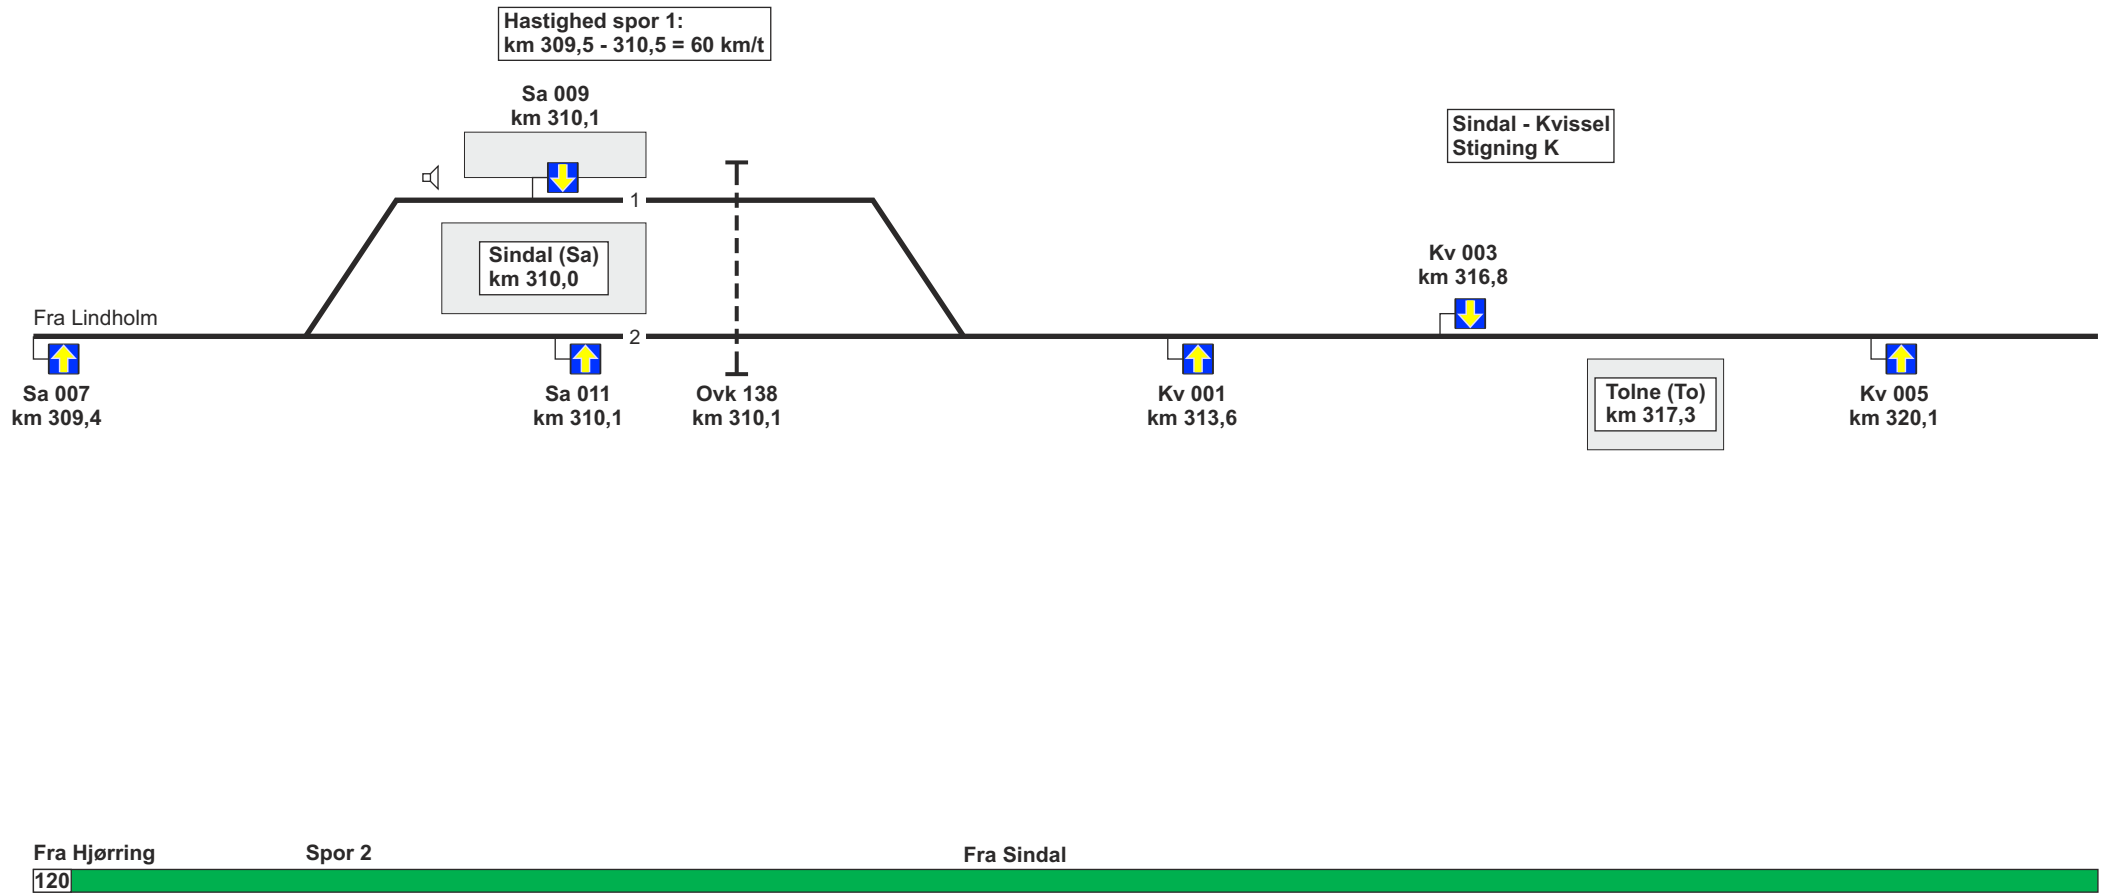 Hastighed spor 1:
km 309,5 - 310,5 = 60 km/t
Sa 009
km 310,1
Sindal - Kvissel
Stigning K
1
Sindal (Sa)
km 310,0
Kv 003
km 316,8
Fra Lindholm
2
Sa 007
km 309,4
Sa 011
km 310,1
Ovk 138
km 310,1
Kv 001
km 313,6
Tolne (To)
km 317,3
Kv 005
km 320,1
Fra Hjørring
Spor 2
Fra Sindal
120